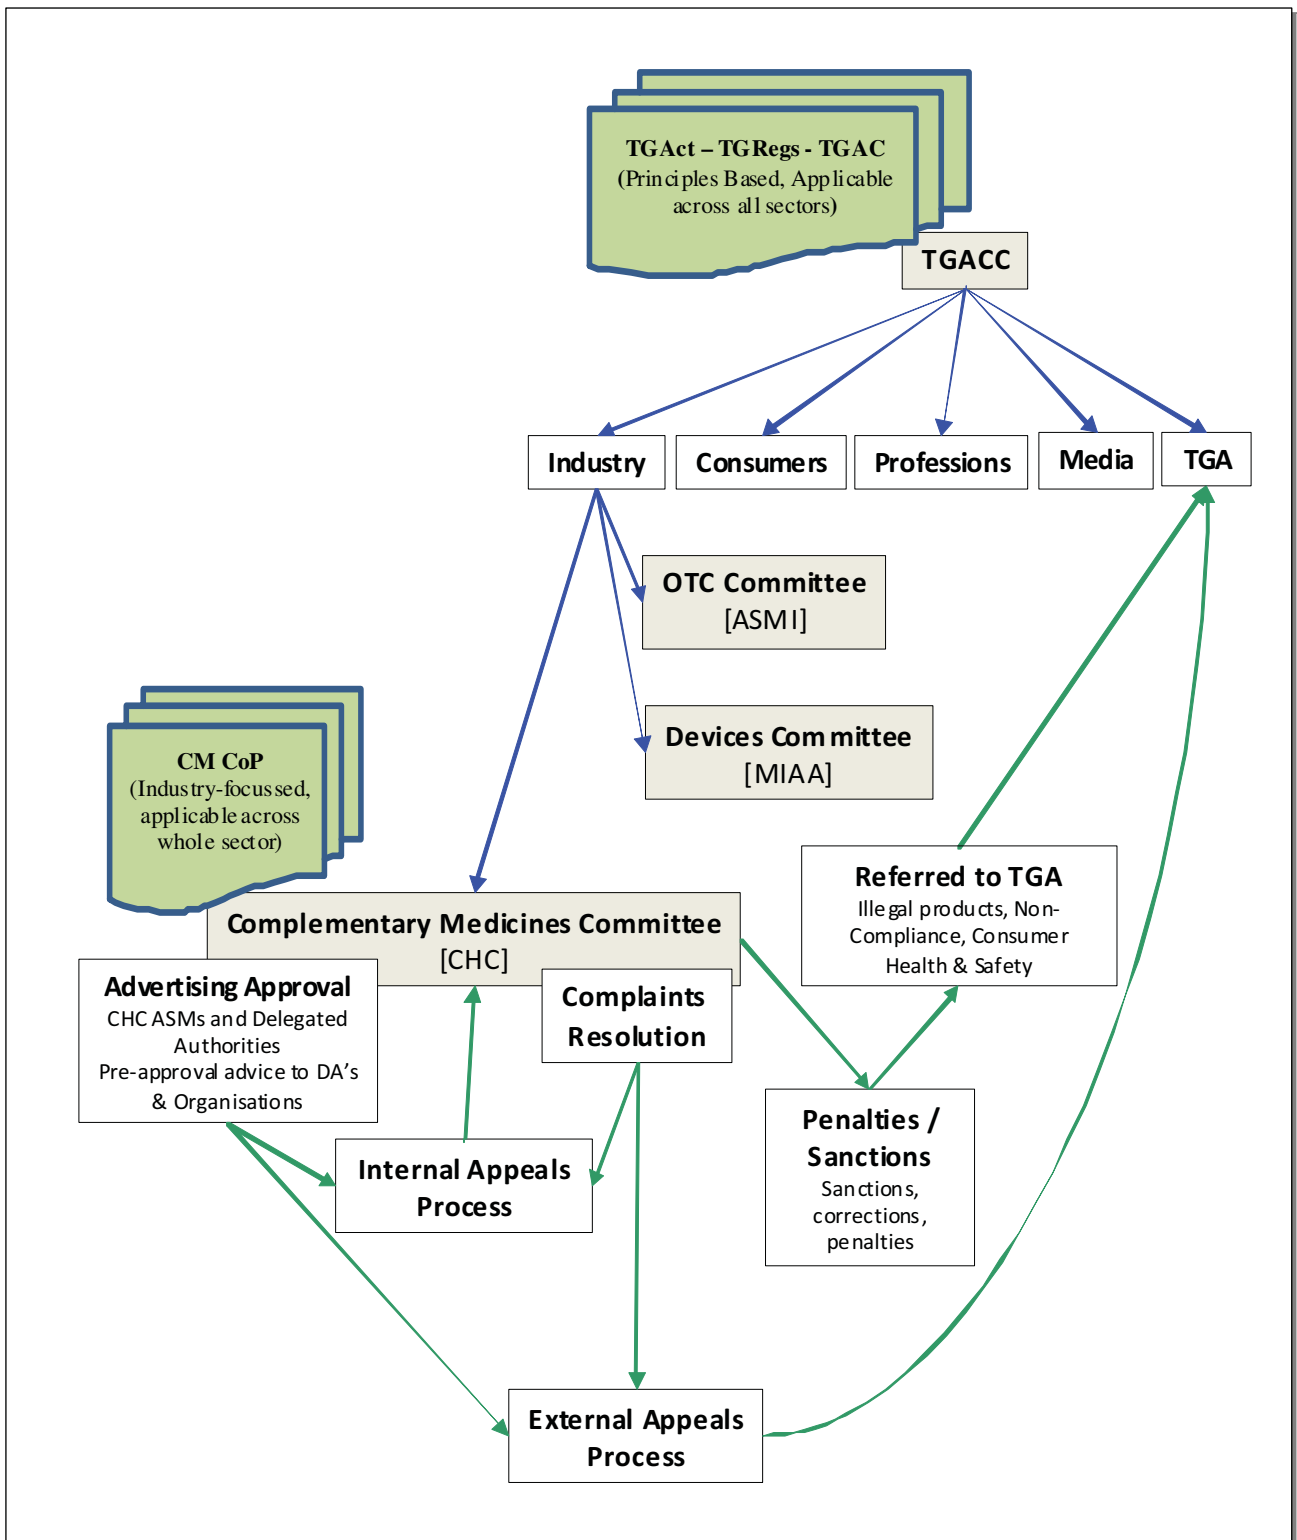 TGAct – TGRegs - TGAC
(Principles Based, Applicable
across all sectors)
TGACC
Industry
Consumers
Professions
Media
TGA
OTC Committee
[ASMI]
Devices Committee
[MIAA]
CM CoP
(Industry-focussed,
applicable across
whole sector)
Complementary Medicines Committee
[CHC]
Referred to TGA
Illegal products, Non-
Compliance, Consumer
Health & Safety
Advertising Approval
CHC ASMs and Delegated
Authorities
Pre-approval advice to DA's
& Organisations
Complaints
Resolution
Penalties /
Sanctions
Sanctions,
corrections,
penalties
Internal Appeals
Process
External Appeals
Process